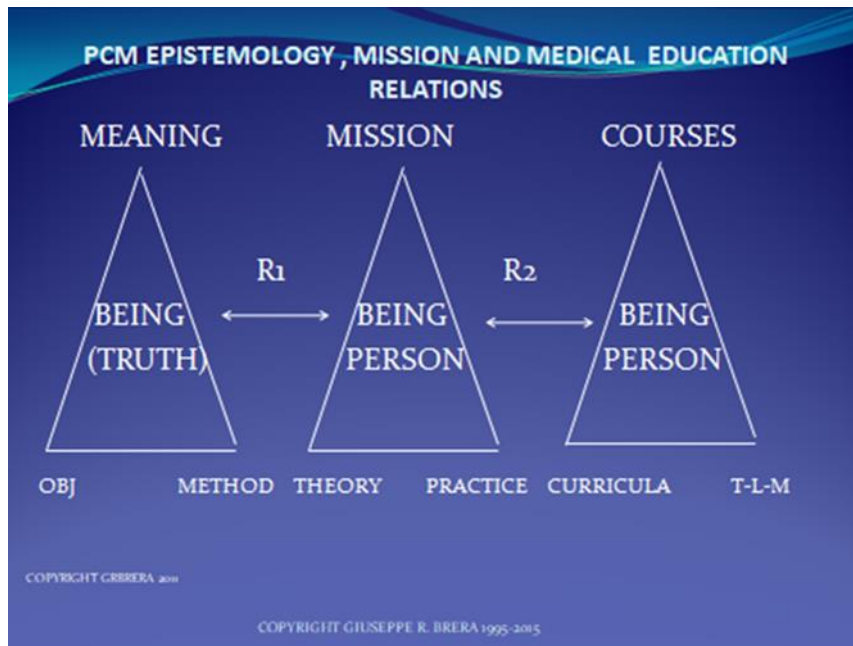 PCM EPISTEMOLOGY , MISSION AND MEDICAL EDUCATION
RELATIONS
MEANING MISSION COURSES
R1 R2
BEING BEING BEING
(TRUTH) PERSON PERSON
OBJ METHOD THEORY PRACTICE CURRICULA T-L-M
COPYRIGHT GRBRERA 2011
COPYRIGHT GIUSEPPE R. BRERA 1995-2015